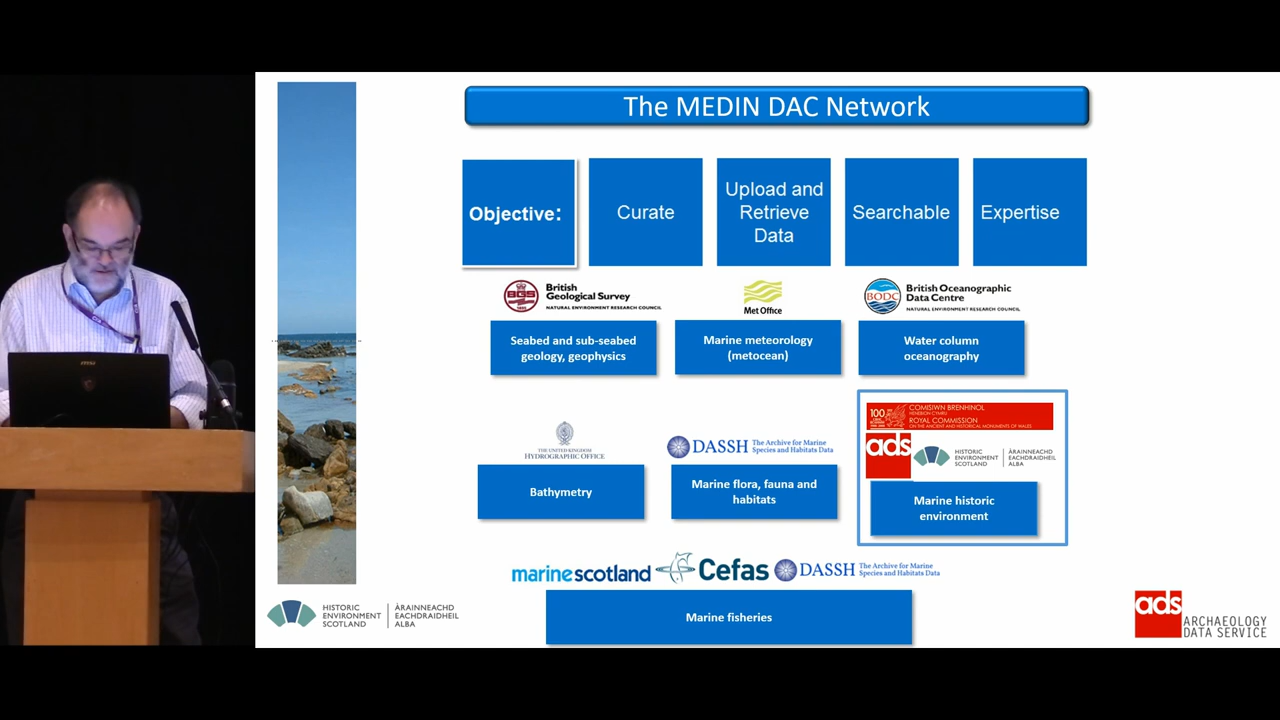 The MEDIN DAC Network
Objective:
Curate
Upload and
Retrieve
Data
Searchable
Expertise
British
Geological Survey
NATURAL ENVIRONMENT RESEARCH COUNCIL
BGS
Met Office
BODC
British Oceanographic
Data Centre
NATURAL ENVIRONMENT RESEARCH COUNCIL
Seabed and sub-seabed
geology, geophysics
Marine meteorology
(metocean)
Water column
oceanography
THE UNITED KINGDOM
HYDROGRAPHIC OFFICE
DASSH
The Archive for Marine
Species and Habitats Data
100
COMISIWN BRENHINOL
HENEBION CYMRU
ROYAL COMMISSION
ON THE ANCIENT AND HISTORICAL MONUMENTS OF WALES
ads
HISTORIC
ENVIRONMENT
SCOTLAND
ÀRAINNEACHD
EACHDRAIDHEIL
ALBA
Bathymetry
Marine flora, fauna and
habitats
Marine historic
environment
marinescotland
Cefas
DASSH
The Archive for Marine
Species and Habitats Data
Marine fisheries
HISTORIC
ENVIRONMENT
SCOTLAND
ÀRAINNEACHD
EACHDRAIDHEIL
ALBA
ads
ARCHAEOLOGY
DATA SERVICE